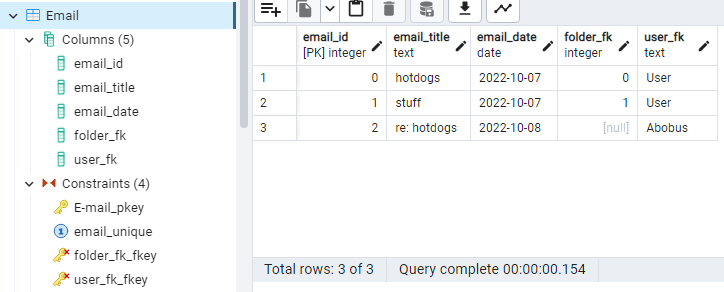 Email
Columns (5)
email_id
email_title
email_date
folder_fk
user_fk
Constraints (4)
E-mail_pkey
email_unique
folder_fk_fkey
user_fk_fkey
email_id email_title email_date folder_fk user_fk
[PK] integer text date integer text
1 0 hotdogs 2022-10-07 0 User
2 1 stuff 2022-10-07 1 User
3 2 re: hotdogs 2022-10-08 [null] Abobus
Total rows: 3 of 3 Query complete 00:00:00.154